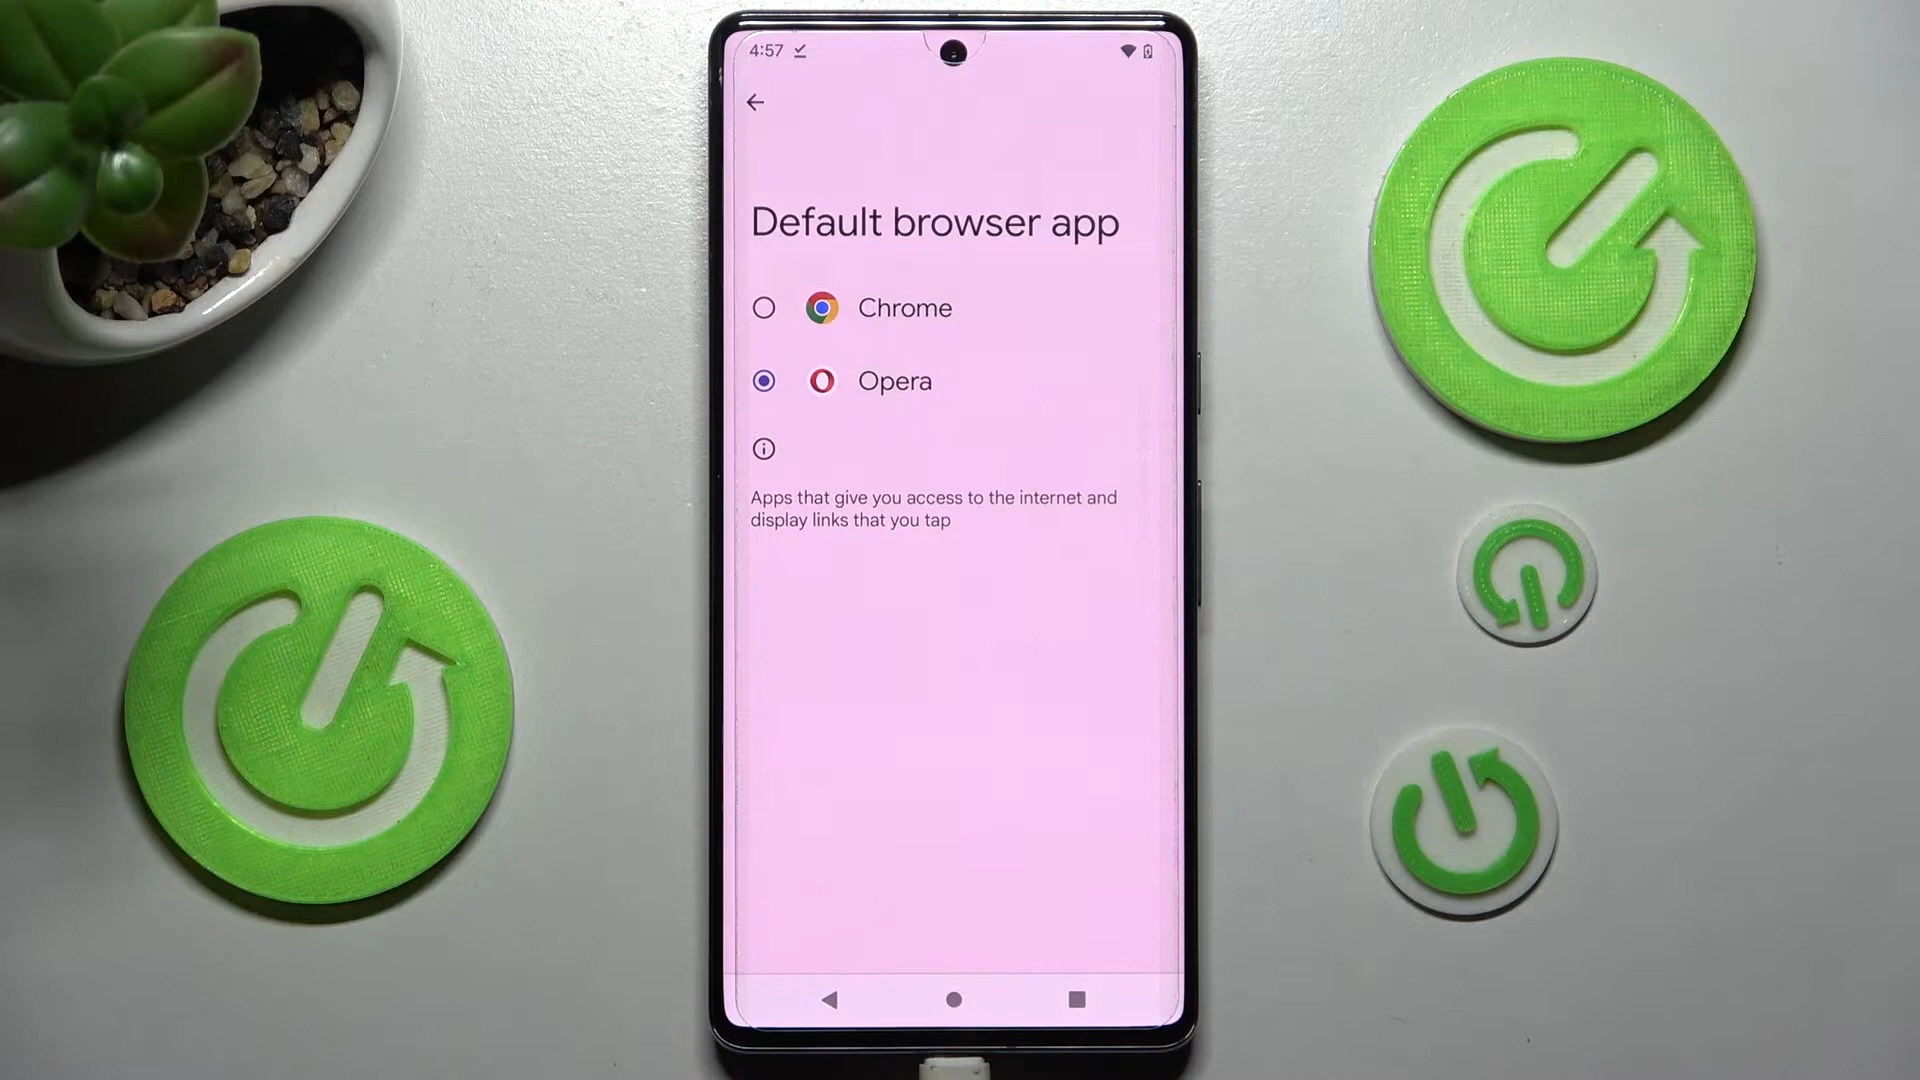 4:57
Default browser app
Chrome
Opera
Apps that give you access to the internet and
display links that you tap